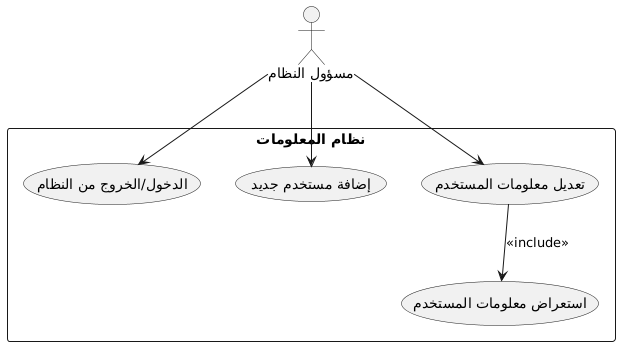 مسؤول النظام
نظام المعلومات
الدخول/الخروج من النظام
إضافة مستخدم جديد
تعديل معلومات المستخدم
«include»
استعراض معلومات المستخدم